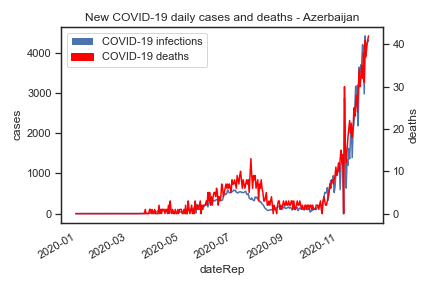 New COVID-19 daily cases and deaths - Azerbaijan
COVID-19 infections
COVID-19 deaths
4000
3000
2000
1000
0
cases
40
30
20
10
0
deaths
2020-01
2020-03
2020-05
2020-07
2020-09
2020-11
dateRep